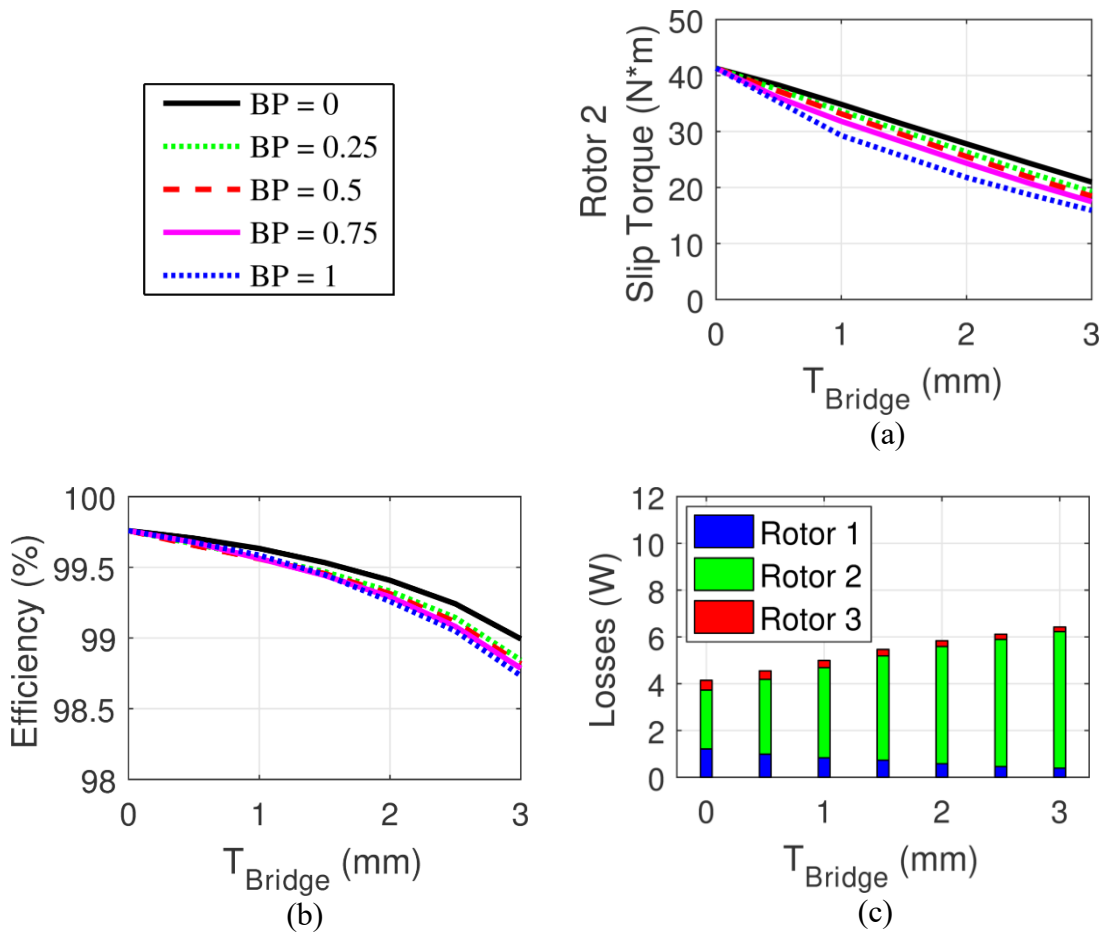 BP = 0
BP = 0.25
BP = 0.5
BP = 0.75
BP = 1
Rotor 2
Slip Torque (N*m)
50
40
30
20
10
0
0 1 2 3
T_Bridge (mm)
(a)
Efficiency (%)
100
99.5
99
98.5
98
0 1 2 3
T_Bridge (mm)
(b)
Losses (W)
12
10
8
6
4
2
0
Rotor 1
Rotor 2
Rotor 3
0 1 2 3
T_Bridge (mm)
(c)